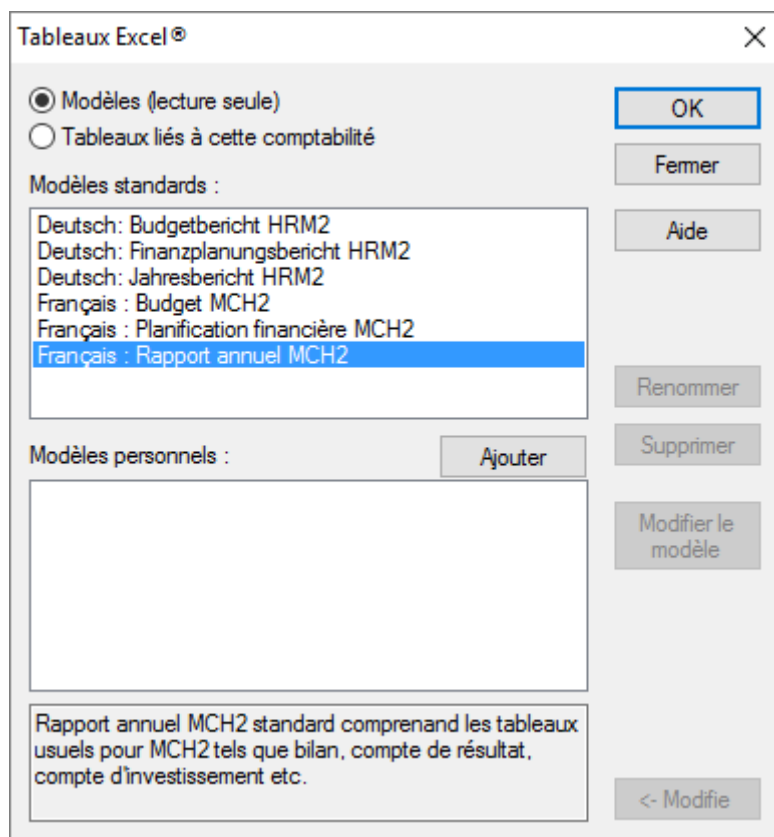 Tableaux Excel®
Modèles (lecture seule)
OK
Tableaux liés à cette comptabilité
Fermer
Modèles standards :
Aide
Deutsch: Budgetbericht HRM2
Deutsch: Finanzplanungsbericht HRM2
Deutsch: Jahresbericht HRM2
Français : Budget MCH2
Français : Planification financière MCH2
Français : Rapport annuel MCH2
Renommer
Supprimer
Modèles personnels :
Ajouter
Modifier le
modèle
Rapport annuel MCH2 standard comprenand les tableaux
usuels pour MCH2 tels que bilan, compte de résultat,
compte d'investissement etc.
<- Modifie